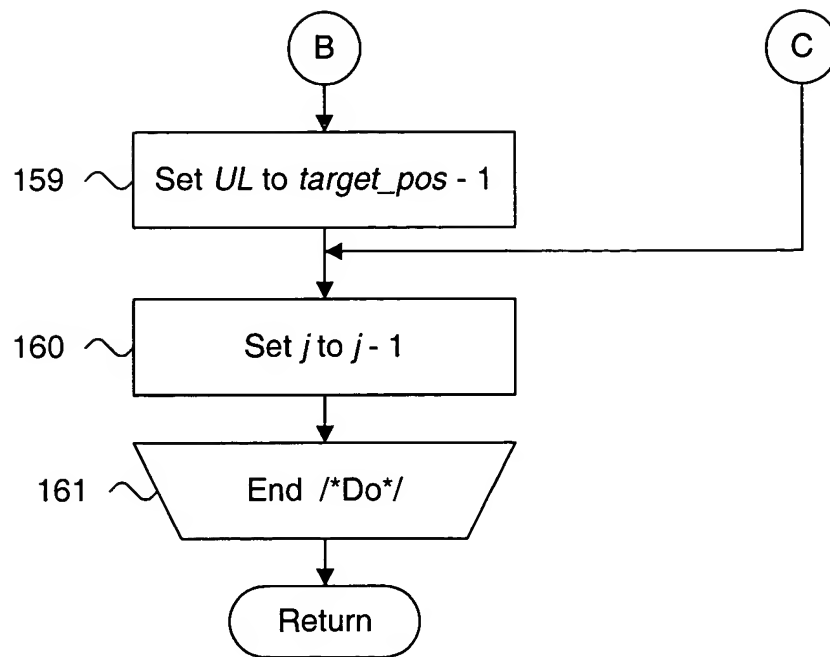 B
C
159
Set UL to target_pos - 1
160
Set j to j - 1
161
End /*Do*/
Return